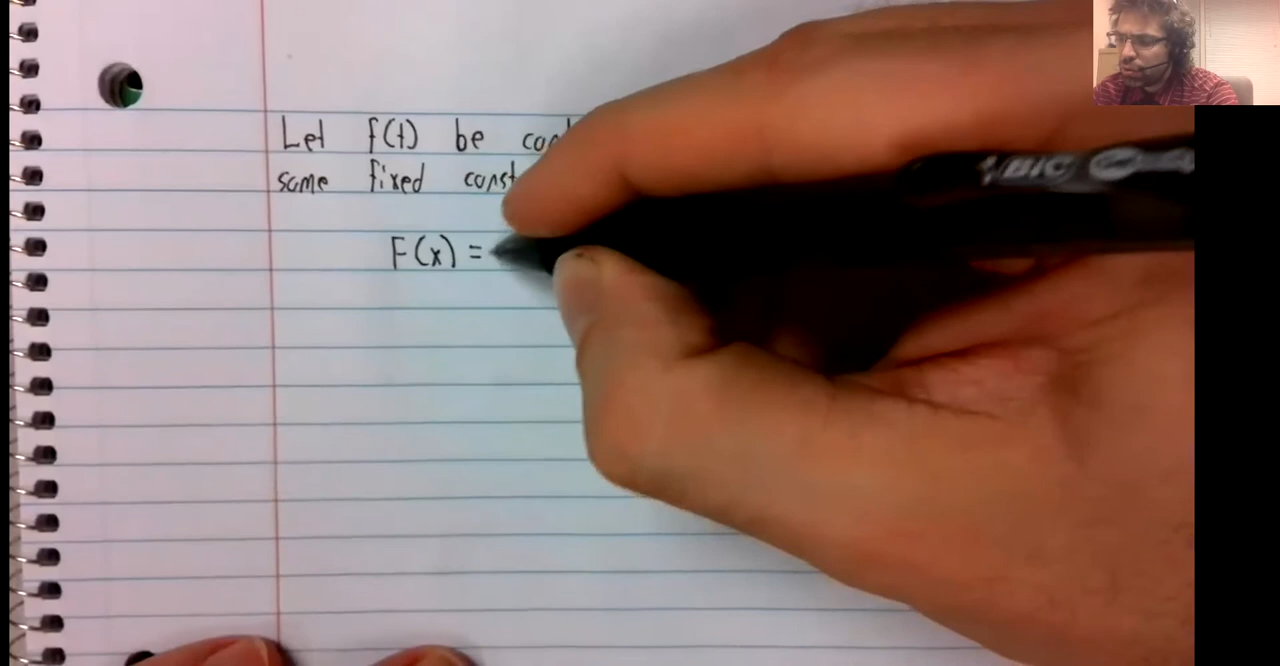 Let f(t) be
some fixed
F(x) =
BIC